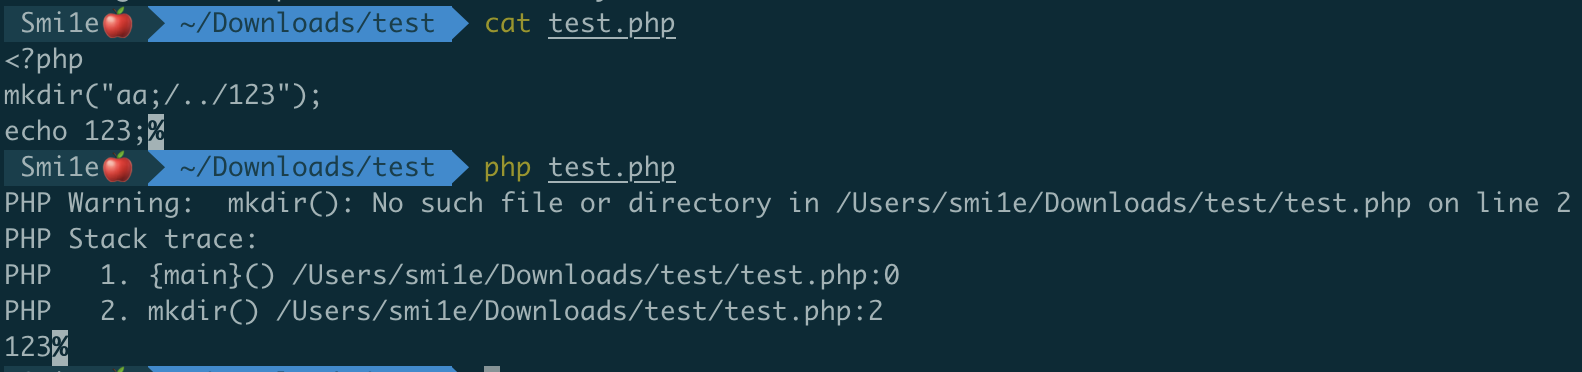 Smi1e🍎 ~/Downloads/test cat test.php
<?php
mkdir("aa;/../123");
echo 123;%
Smi1e🍎 ~/Downloads/test php test.php
PHP Warning:  mkdir(): No such file or directory in /Users/smi1e/Downloads/test/test.php on line 2
PHP Stack trace:
PHP   1. {main}() /Users/smi1e/Downloads/test/test.php:0
PHP   2. mkdir() /Users/smi1e/Downloads/test/test.php:2
123%